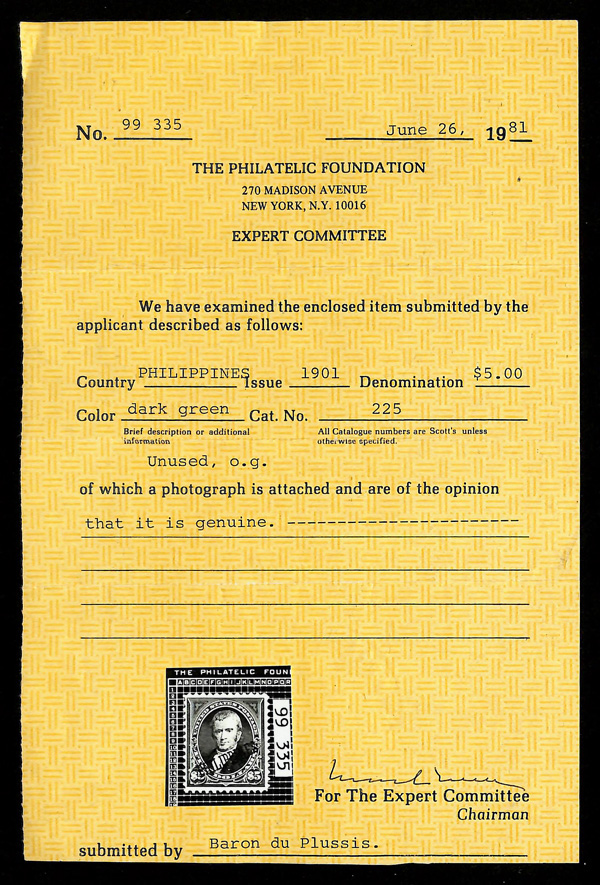 No. 99 335 June 26, 1981
THE PHILATELIC FOUNDATION
270 MADISON AVENUE
NEW YORK, N.Y. 10016
EXPERT COMMITTEE
We have examined the enclosed item submitted by the
applicant described as follows:
Country PHILIPPINES Issue 1901 Denomination $5.00
Color dark green Cat. No. 225
Brief description or additional information
All Catalogue numbers are Scott's unless otherwise specified.
Unused, o.g.
of which a photograph is attached and are of the opinion
that it is genuine. -----------------------
THE PHILATELIC FOUN
ABCDEFGHIJKLMNOPQR
99 335
$5 $5
For The Expert Committee
Chairman
submitted by Baron du Plussis.